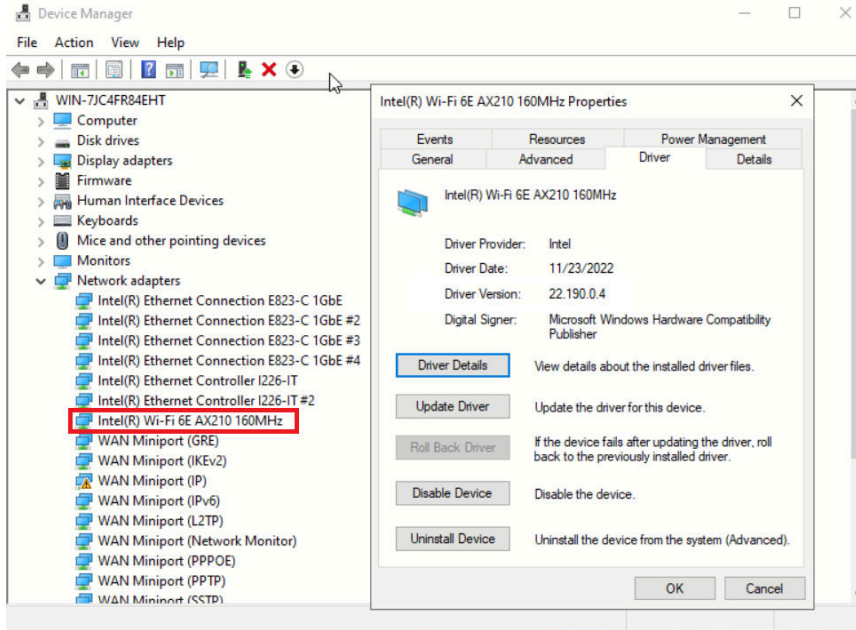 Device Manager
File Action View Help
WIN-7JC4FR84EHT
Computer
Disk drives
Display adapters
Firmware
Human Interface Devices
Keyboards
Mice and other pointing devices
Monitors
Network adapters
Intel(R) Ethernet Connection E823-C 1GbE
Intel(R) Ethernet Connection E823-C 1GbE #2
Intel(R) Ethernet Connection E823-C 1GbE #3
Intel(R) Ethernet Connection E823-C 1GbE #4
Intel(R) Ethernet Controller I226-IT
Intel(R) Ethernet Controller I226-IT #2
Intel(R) Wi-Fi 6E AX210 160MHz
WAN Miniport (GRE)
WAN Miniport (IKEv2)
WAN Miniport (IP)
WAN Miniport (IPv6)
WAN Miniport (L2TP)
WAN Miniport (Network Monitor)
WAN Miniport (PPPOE)
WAN Miniport (PPTP)
WAN Miniport (SSTP)
Intel(R) Wi-Fi 6E AX210 160MHz Properties
Events Resources Power Management
General Advanced Driver Details
Intel(R) Wi-Fi 6E AX210 160MHz
Driver Provider: Intel
Driver Date: 11/23/2022
Driver Version: 22.190.0.4
Digital Signer: Microsoft Windows Hardware Compatibility
Publisher
Driver Details View details about the installed driver files.
Update Driver Update the driver for this device.
Roll Back Driver If the device fails after updating the driver, roll
back to the previously installed driver.
Disable Device Disable the device.
Uninstall Device Uninstall the device from the system (Advanced).
OK Cancel